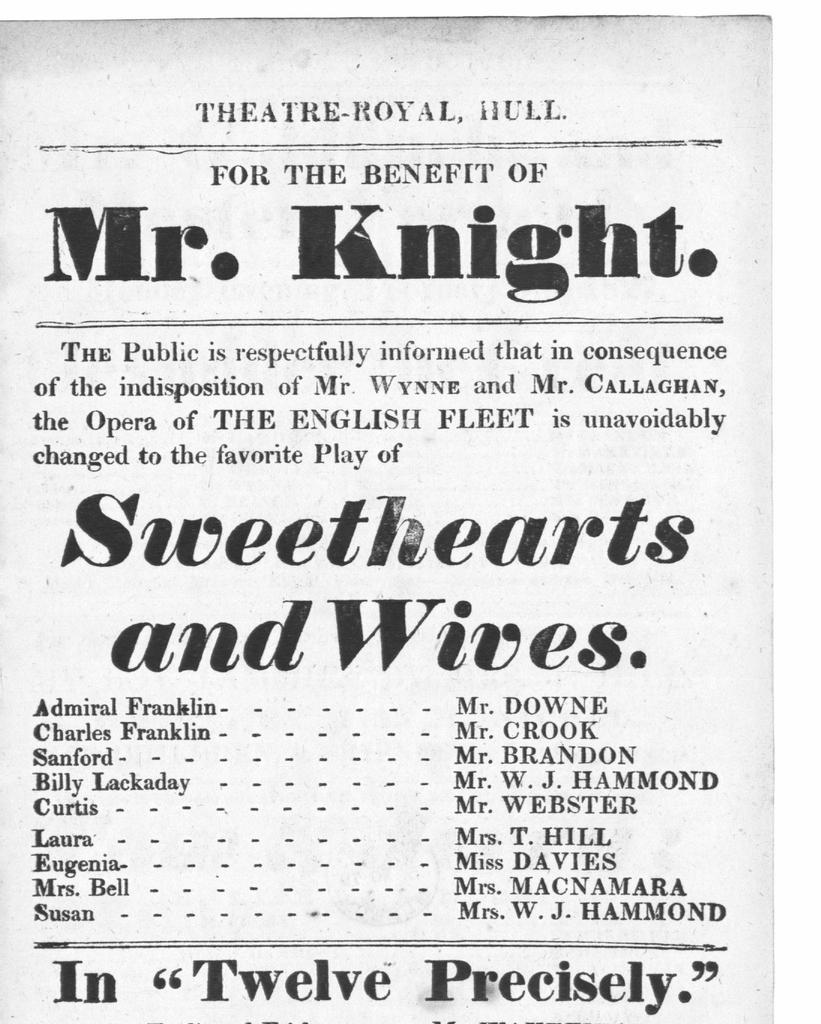 THEATRE-ROYAL, HULL.
FOR THE BENEFIT OF
Mr. Knight.
THE Public is respectfully informed that in consequence
of the indisposition of Mr. WYNNE and Mr. CALLAGHAN,
the Opera of THE ENGLISH FLEET is unavoidably
changed to the favorite Play of
Sweethearts
and Wives.
Admiral Franklin - - - - - - - Mr. DOWNE
Charles Franklin - - - - - - - Mr. CROOK
Sanford - - - - - - - - - - Mr. BRANDON
Billy Lackaday - - - - - - - Mr. W. J. HAMMOND
Curtis - - - - - - - - - - Mr. WEBSTER
Laura - - - - - - - - - - Mrs. T. HILL
Eugenia - - - - - - - - - - Miss DAVIES
Mrs. Bell - - - - - - - - - Mrs. MACNAMARA
Susan - - - - - - - - - - Mrs. W. J. HAMMOND
In "Twelve Precisely."